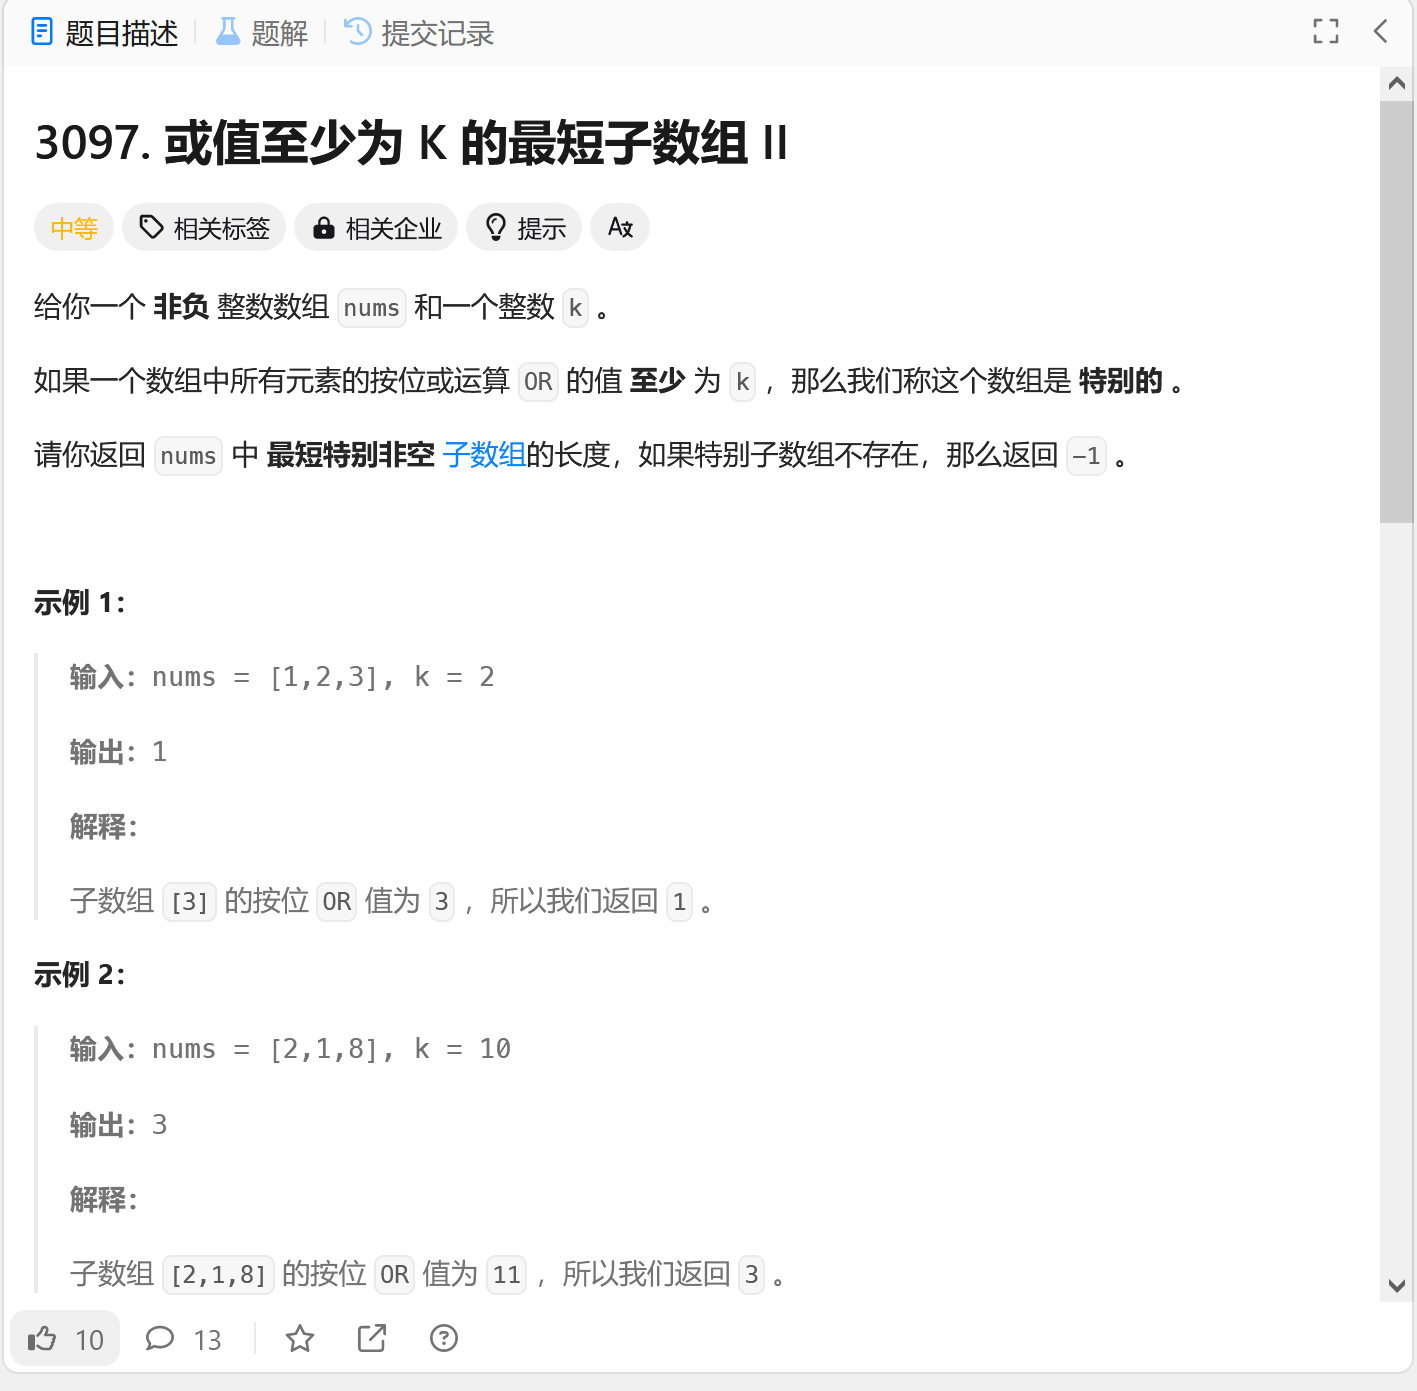 题目描述 题解 提交记录
3097. 或值至少为 K 的最短子数组 II
中等 相关标签 相关企业 提示
给你一个 非负 整数数组 nums 和一个整数 k 。
如果一个数组中所有元素的按位或运算 OR 的值 至少 为 k ，那么我们称这个数组是 特别的 。
请你返回 nums 中 最短特别非空 子数组的长度，如果特别子数组不存在，那么返回 -1 。
示例 1：
输入：nums = [1,2,3], k = 2
输出：1
解释：
子数组 [3] 的按位 OR 值为 3 ，所以我们返回 1 。
示例 2：
输入：nums = [2,1,8], k = 10
输出：3
解释：
子数组 [2,1,8] 的按位 OR 值为 11 ，所以我们返回 3 。
10 13